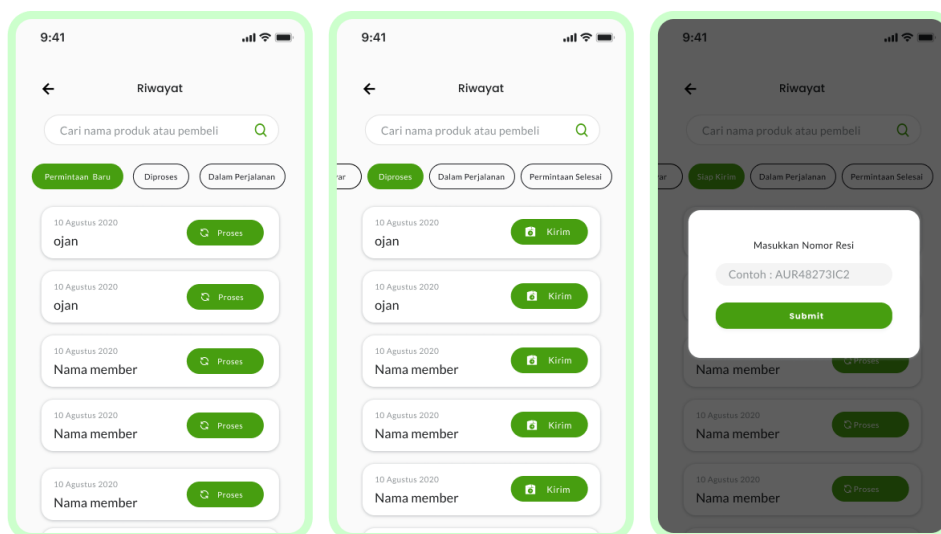 9:41
Riwayat
Cari nama produk atau pembeli
Permintaan Baru
Diproses
Dalam Perjalanan
10 Agustus 2020
ojan
Proses
10 Agustus 2020
ojan
Proses
10 Agustus 2020
Nama member
Proses
10 Agustus 2020
Nama member
Proses
10 Agustus 2020
Nama member
Proses
9:41
Riwayat
Cari nama produk atau pembeli
Diproses
Dalam Perjalanan
Permintaan Selesai
10 Agustus 2020
ojan
Kirim
10 Agustus 2020
ojan
Kirim
10 Agustus 2020
Nama member
Kirim
10 Agustus 2020
Nama member
Kirim
10 Agustus 2020
Nama member
Kirim
9:41
Riwayat
Cari nama produk atau pembeli
Siap Kirim
Dalam Perjalanan
Permintaan Selesai
Masukkan Nomor Resi
Contoh : AUR48273IC2
Submit
Nama member
Proses
10 Agustus 2020
Nama member
Proses
10 Agustus 2020
Nama member
Proses